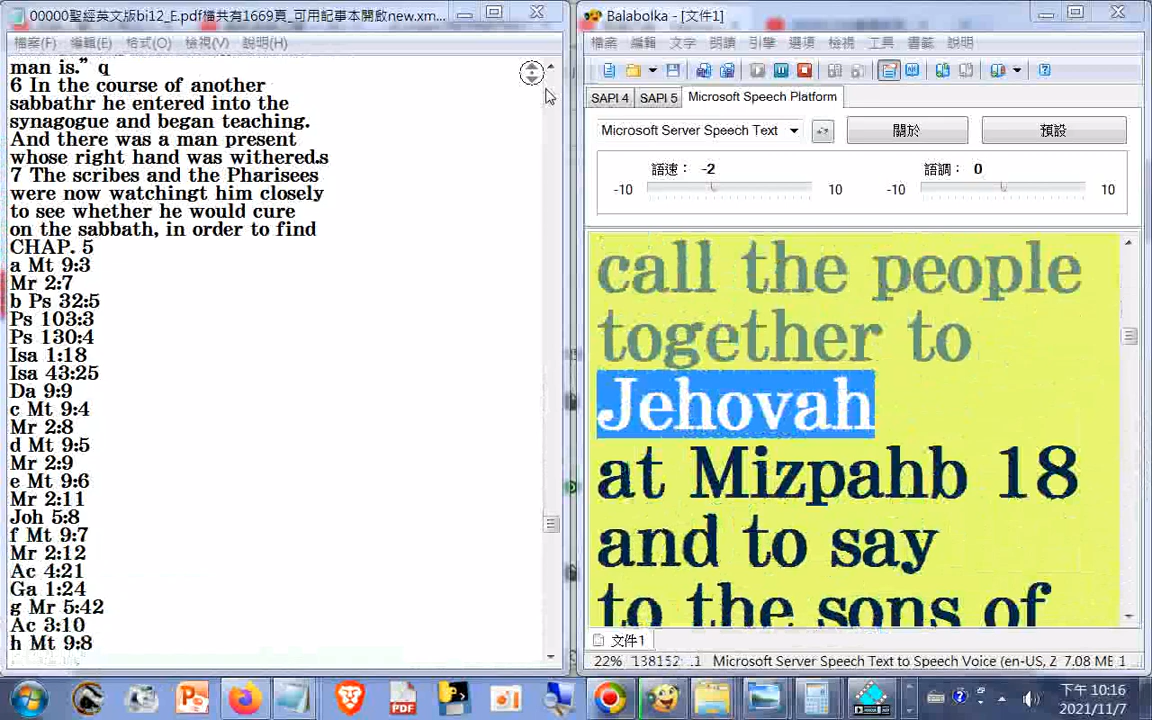 00000聖經英文版bi12_E.pdf檔共有1669頁_可用記事本開啟new.xm...
檔案(F) 編輯(E) 格式(O) 檢視(V) 說明(H)
man is.” q
6 In the course of another
sabbathr he entered into the
synagogue and began teaching.
And there was a man present
whose right hand was withered.s
7 The scribes and the Pharisees
were now watchingt him closely
to see whether he would cure
on the sabbath, in order to find
CHAP. 5
a Mt 9:3
Mr 2:7
b Ps 32:5
Ps 103:3
Ps 130:4
Isa 1:18
Isa 43:25
Da 9:9
c Mt 9:4
Mr 2:8
d Mt 9:5
Mr 2:9
e Mt 9:6
Mr 2:11
Joh 5:8
f Mt 9:7
Mr 2:12
Ac 4:21
Ga 1:24
g Mr 5:42
Ac 3:10
h Mt 9:8
Balabolka - [文件1]
檔案 編輯 文字 朗讀 引擎 選項 檢視 工具 書籤 說明
SAPI 4 SAPI 5 Microsoft Speech Platform
Microsoft Server Speech Text 關於 預設
語速： -2 語調： 0
-10 10 -10 10
call the people
together to
Jehovah
at Mizpahb 18
and to say
to the sons of
文件1
22% 138152: .1 Microsoft Server Speech Text to Speech Voice (en-US, Z 7.08 MB 1
PDF
下午 10:16
2021/11/7